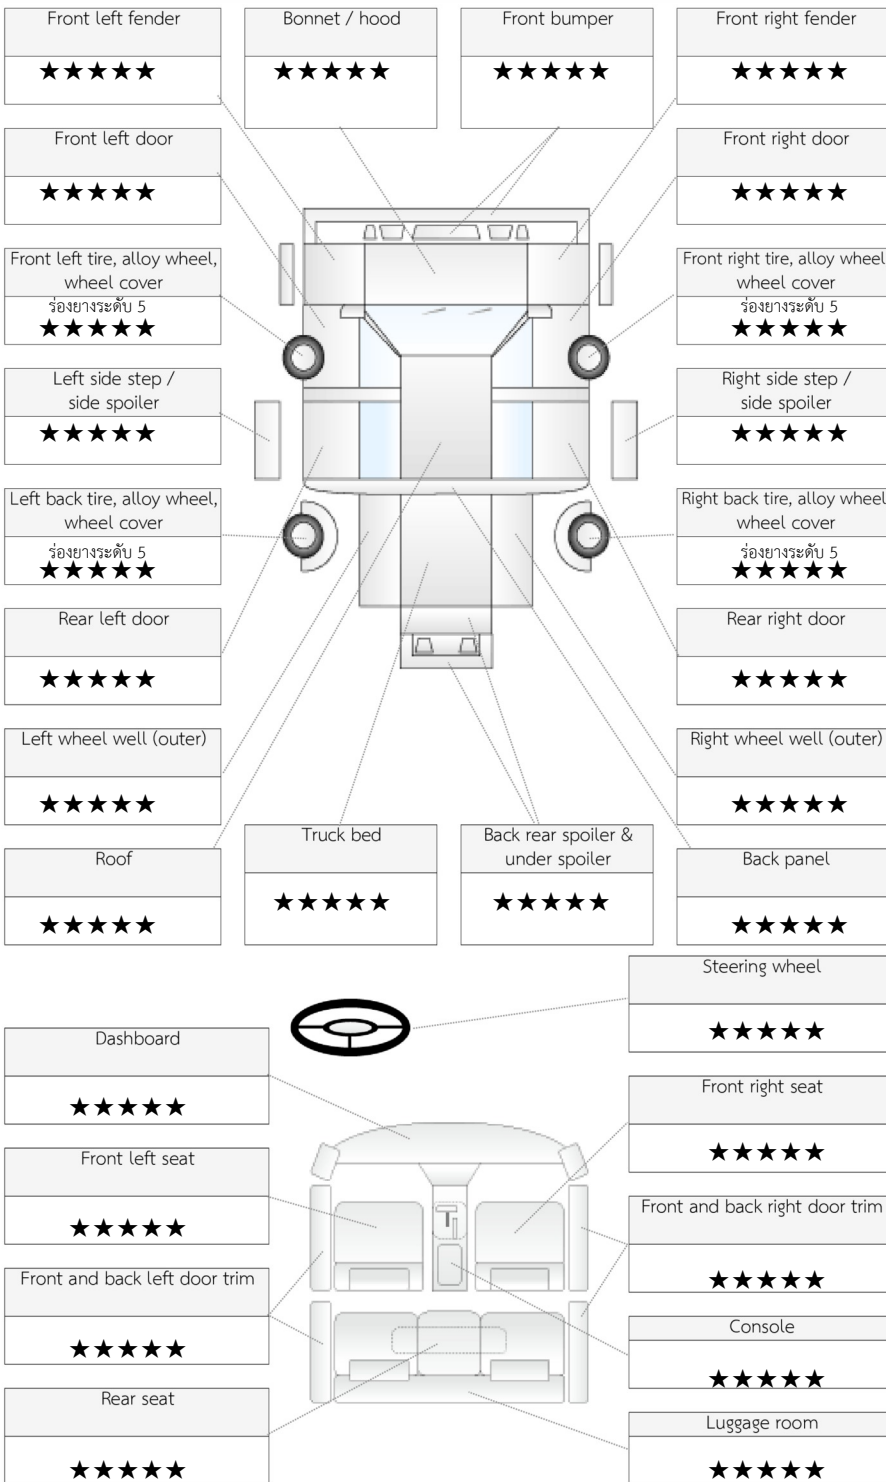 Front left fender
★★★★★
Bonnet / hood
★★★★★
Front bumper
★★★★★
Front right fender
★★★★★
Front left door
★★★★★
Front right door
★★★★★
Front left tire, alloy wheel,
wheel cover
ร่องยางระดับ 5
★★★★★
Front right tire, alloy wheel
wheel cover
ร่องยางระดับ 5
★★★★★
Left side step /
side spoiler
★★★★★
Right side step /
side spoiler
★★★★★
Left back tire, alloy wheel,
wheel cover
ร่องยางระดับ 5
★★★★★
Right back tire, alloy wheel
wheel cover
ร่องยางระดับ 5
★★★★★
Rear left door
★★★★★
Rear right door
★★★★★
Left wheel well (outer)
★★★★★
Right wheel well (outer)
★★★★★
Roof
★★★★★
Truck bed
★★★★★
Back rear spoiler &
under spoiler
★★★★★
Back panel
★★★★★
Steering wheel
★★★★★
Dashboard
★★★★★
Front right seat
★★★★★
Front left seat
★★★★★
Front and back right door trim
★★★★★
Front and back left door trim
★★★★★
Console
★★★★★
Rear seat
★★★★★
Luggage room
★★★★★